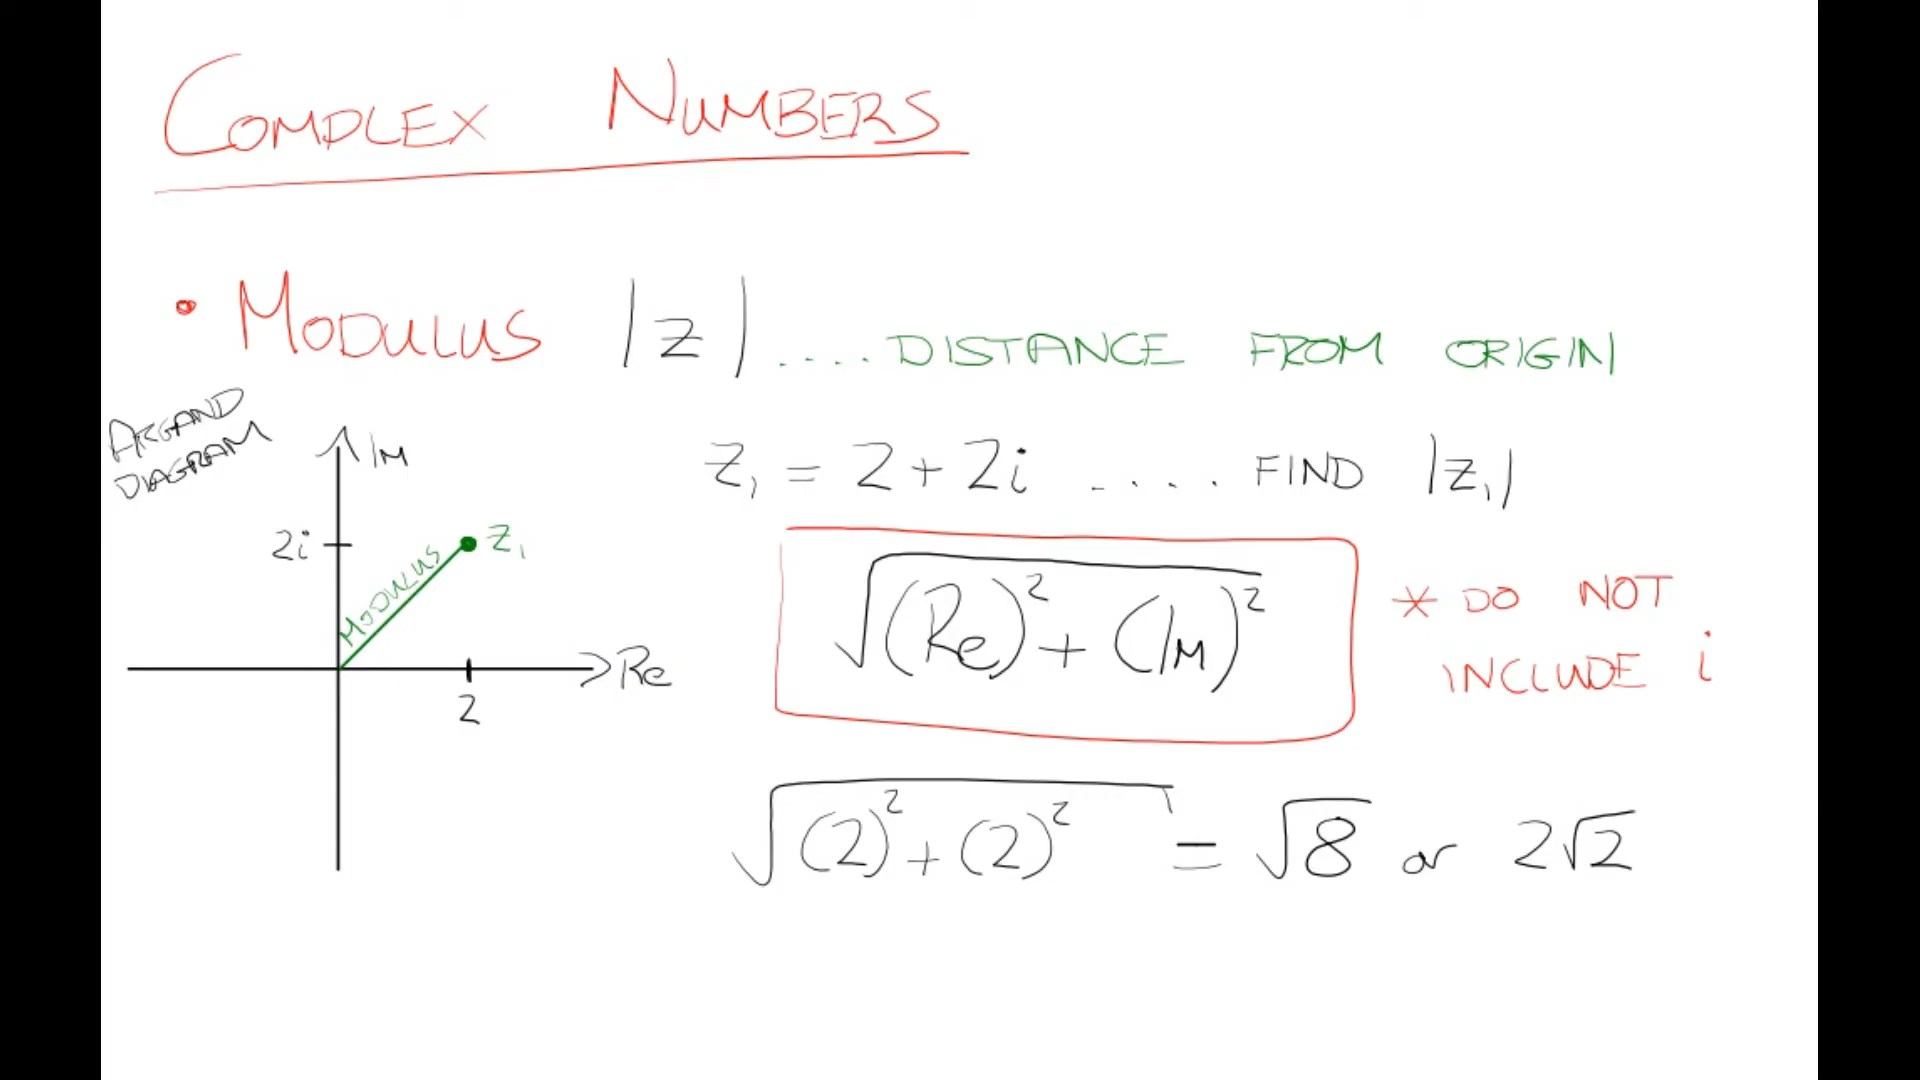 COMPLEX NUMBERS
• MODULUS |z| .... DISTANCE FROM ORIGIN
ARGAND
DIAGRAM
Im
2i
MODULUS
z₁
Re
2
z₁ = 2 + 2i .... FIND |z₁|
√((Re)² + (Im)²)
* DO NOT
INCLUDE i
√((2)² + (2)²) = √8 or 2√2